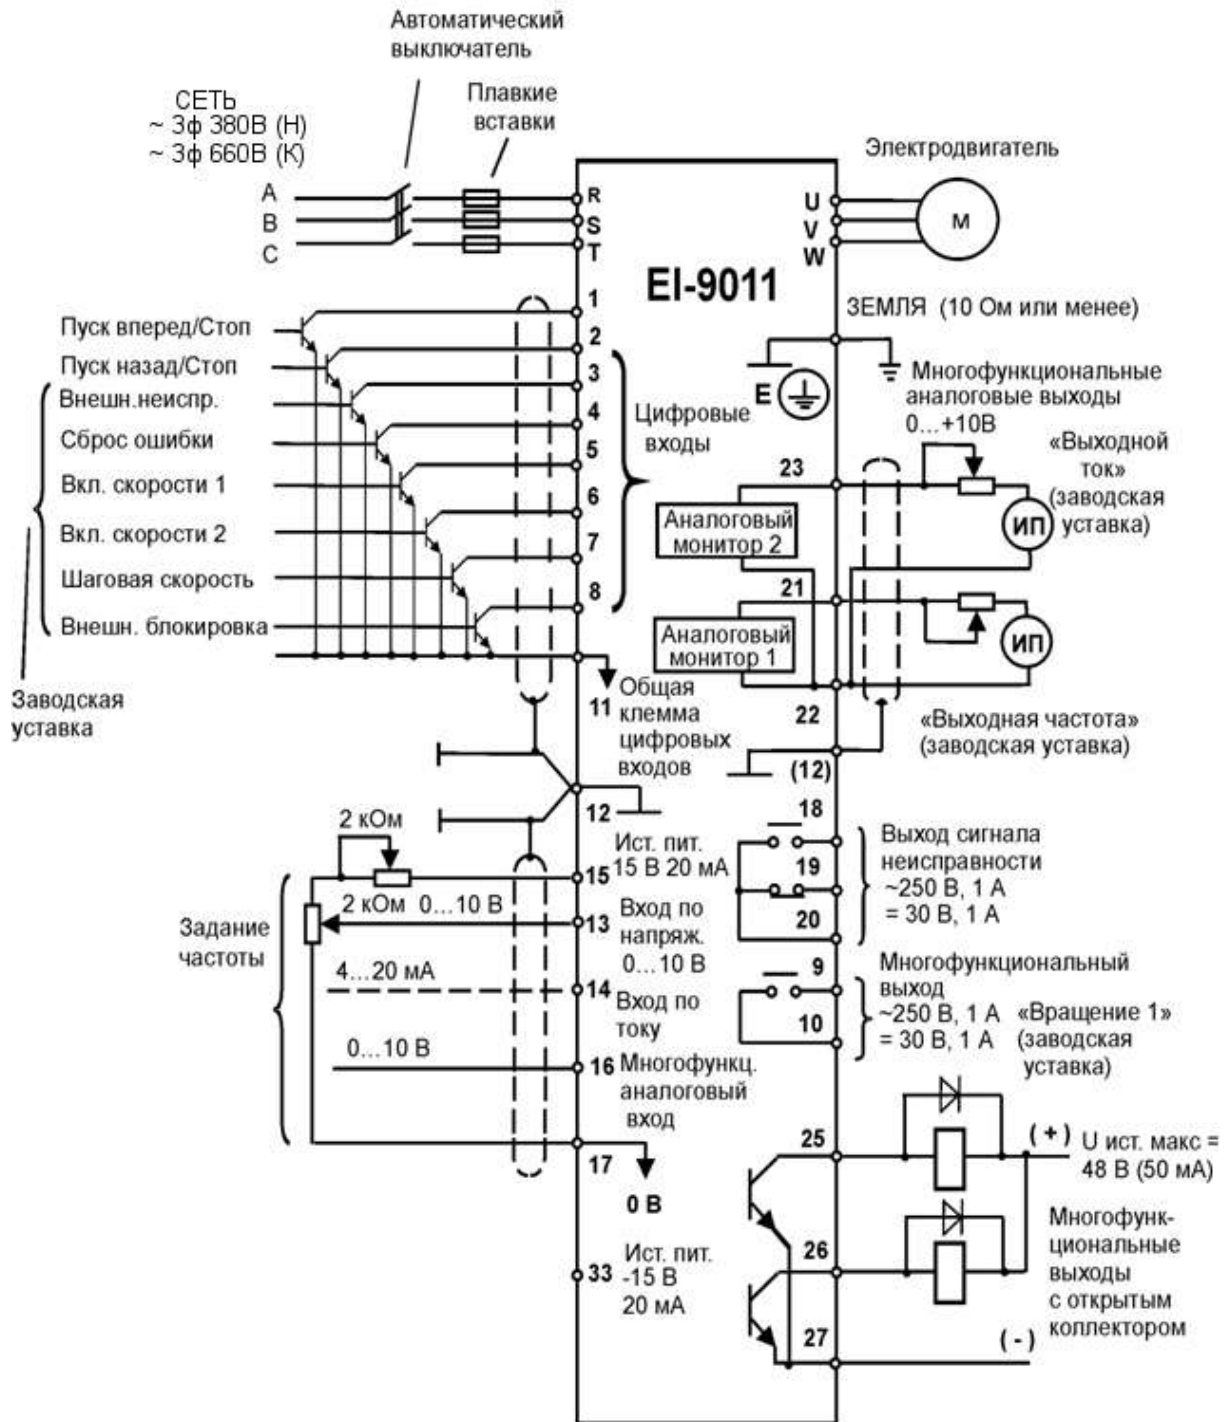 Автоматический
выключатель
СЕТЬ
~ 3ф 380В (Н)
~ 3ф 660В (К)
Плавкие
вставки
Электродвигатель
A
B
C
R
S
T
U
V
W
М
EI-9011
ЗЕМЛЯ (10 Ом или менее)
E
Пуск вперед/Стоп
Пуск назад/Стоп
Внешн.неиспр.
Сброс ошибки
Вкл. скорости 1
Вкл. скорости 2
Шаговая скорость
Внешн. блокировка
Заводская
уставка
1
2
3
4
5
6
7
8
Цифровые
входы
11
Общая
клемма
цифровых
входов
12
Многофункциональные
аналоговые выходы
0...+10В
«Выходной
ток»
(заводская
уставка)
23
Аналоговый
монитор 2
ИП
21
Аналоговый
монитор 1
ИП
22
«Выходная частота»
(заводская уставка)
(12)
2 кОм
Ист. пит.
15 В 20 мА
15
2 кОм 0...10 В
13
Вход по
напряж.
0...10 В
Задание
частоты
4...20 мА
14
Вход по
току
0...10 В
16
Многофункц.
аналоговый
вход
17
0 В
33
Ист. пит.
-15 В
20 мА
18
19
20
Выход сигнала
неисправности
~250 В, 1 А
= 30 В, 1 А
9
10
Многофункциональный
выход
~250 В, 1 А
= 30 В, 1 А
«Вращение 1»
(заводская
уставка)
25
(+)
U ист. макс =
48 В (50 мА)
26
Многофунк-
циональные
выходы
с открытым
коллектором
27
(-)